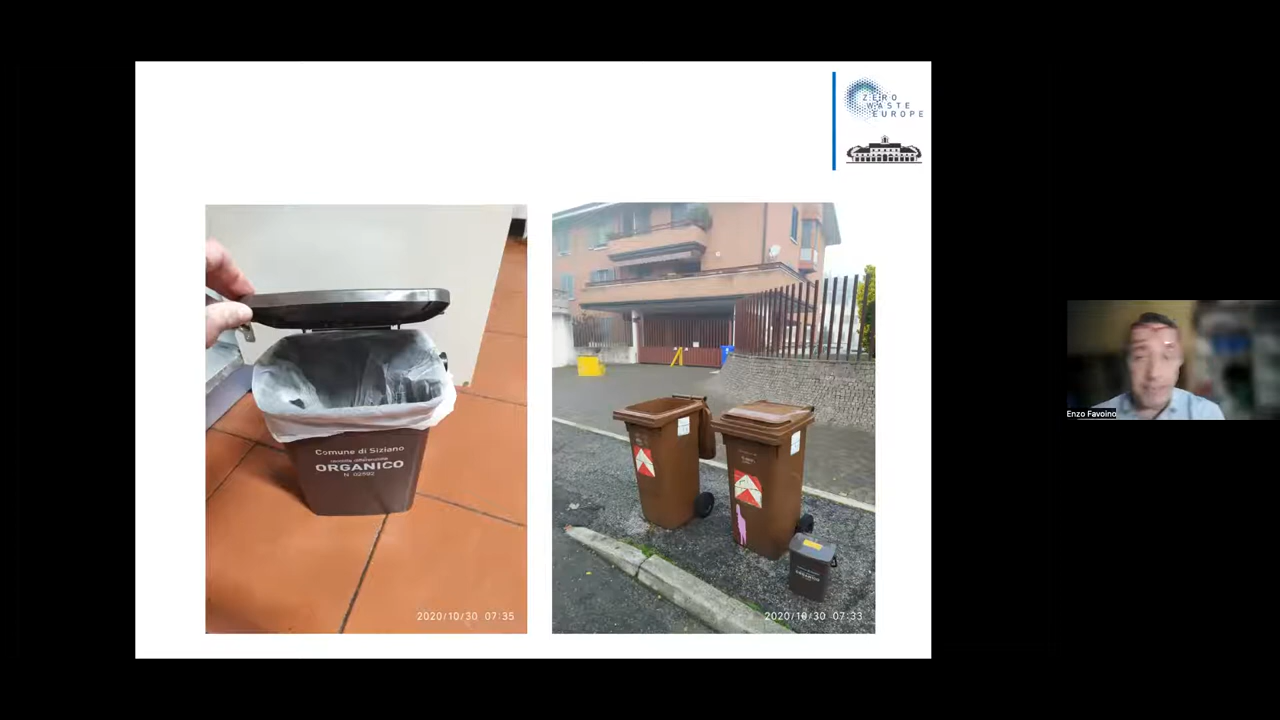 ZERO
WASTE
EUROPE
Comune di Siziano
ORGANICO
2020/10/30 07:35
ORGANICO
2020/10/30 07:33
Enzo Favoino